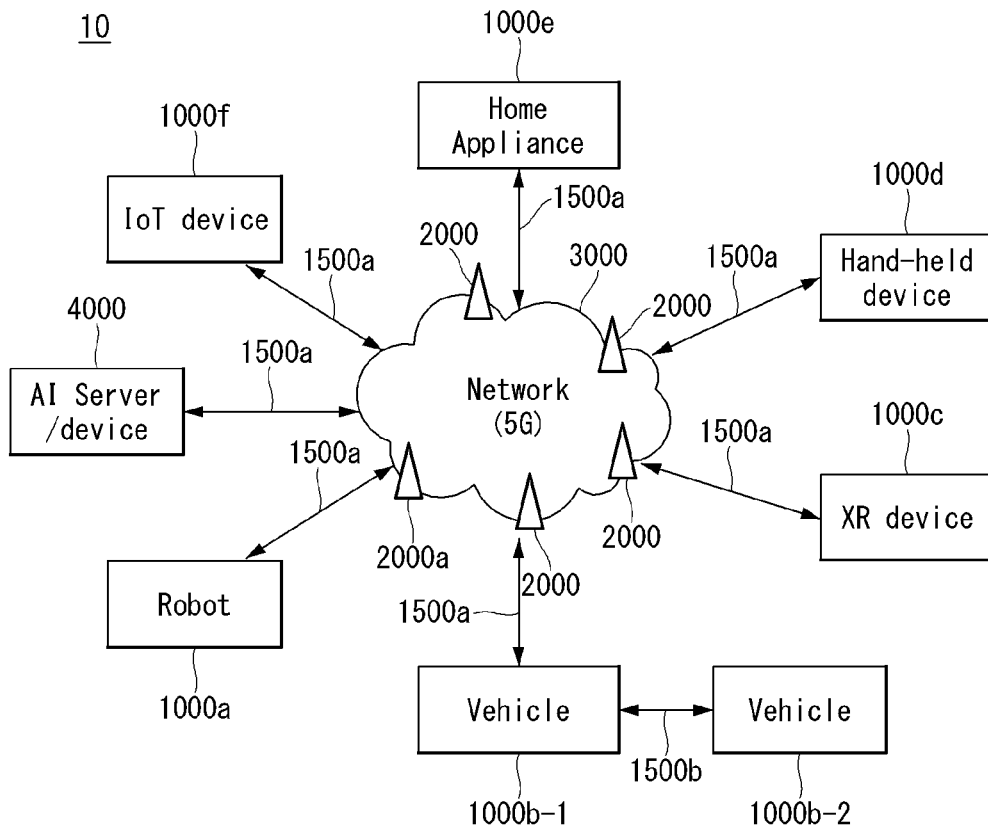 10
1000e
Home
Appliance
1000f
IoT device
1500a
1000d
Hand-held
device
2000
3000
1500a
1500a
2000
4000
AI Server
/device
1500a
Network
(5G)
1000c
XR device
1500a
1500a
2000a
2000
2000
Robot
1000a
1500a
Vehicle
Vehicle
1500b
1000b-1
1000b-2